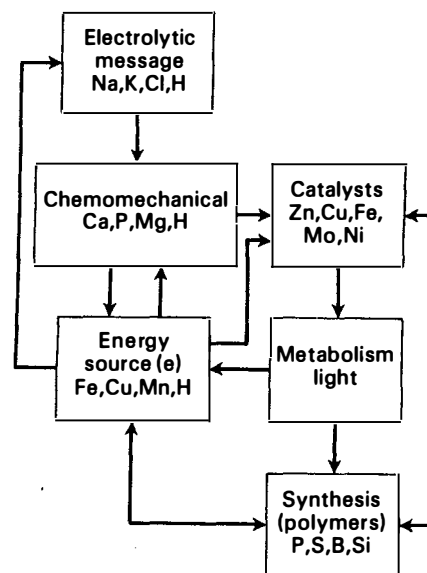 Electrolytic
message
Na,K,Cl,H
Chemomechanical
Ca,P,Mg,H
Catalysts
Zn,Cu,Fe,
Mo,Ni
Energy
source (e)
Fe,Cu,Mn,H
Metabolism
light
Synthesis
(polymers)
P,S,B,Si